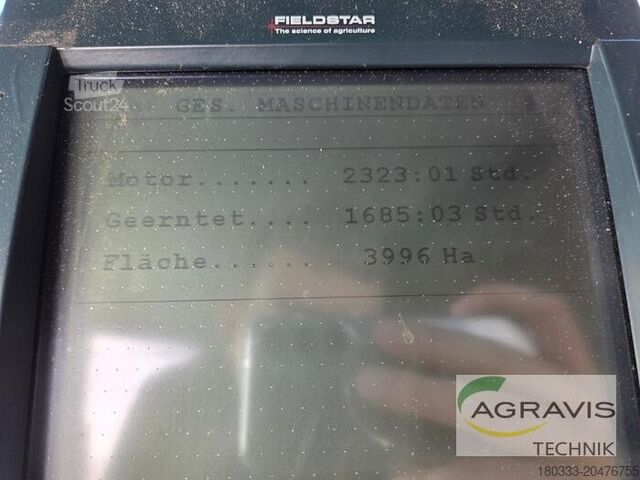 FIELDSTAR
The science of agriculture
Truck
Scout24
GES. MASCHINENDATEN
Motor....... 2323:01 Std.
Geerntet.... 1685:03 Std.
Fläche...... 3996 Ha
AGRAVIS
TECHNIK
180333-20476755